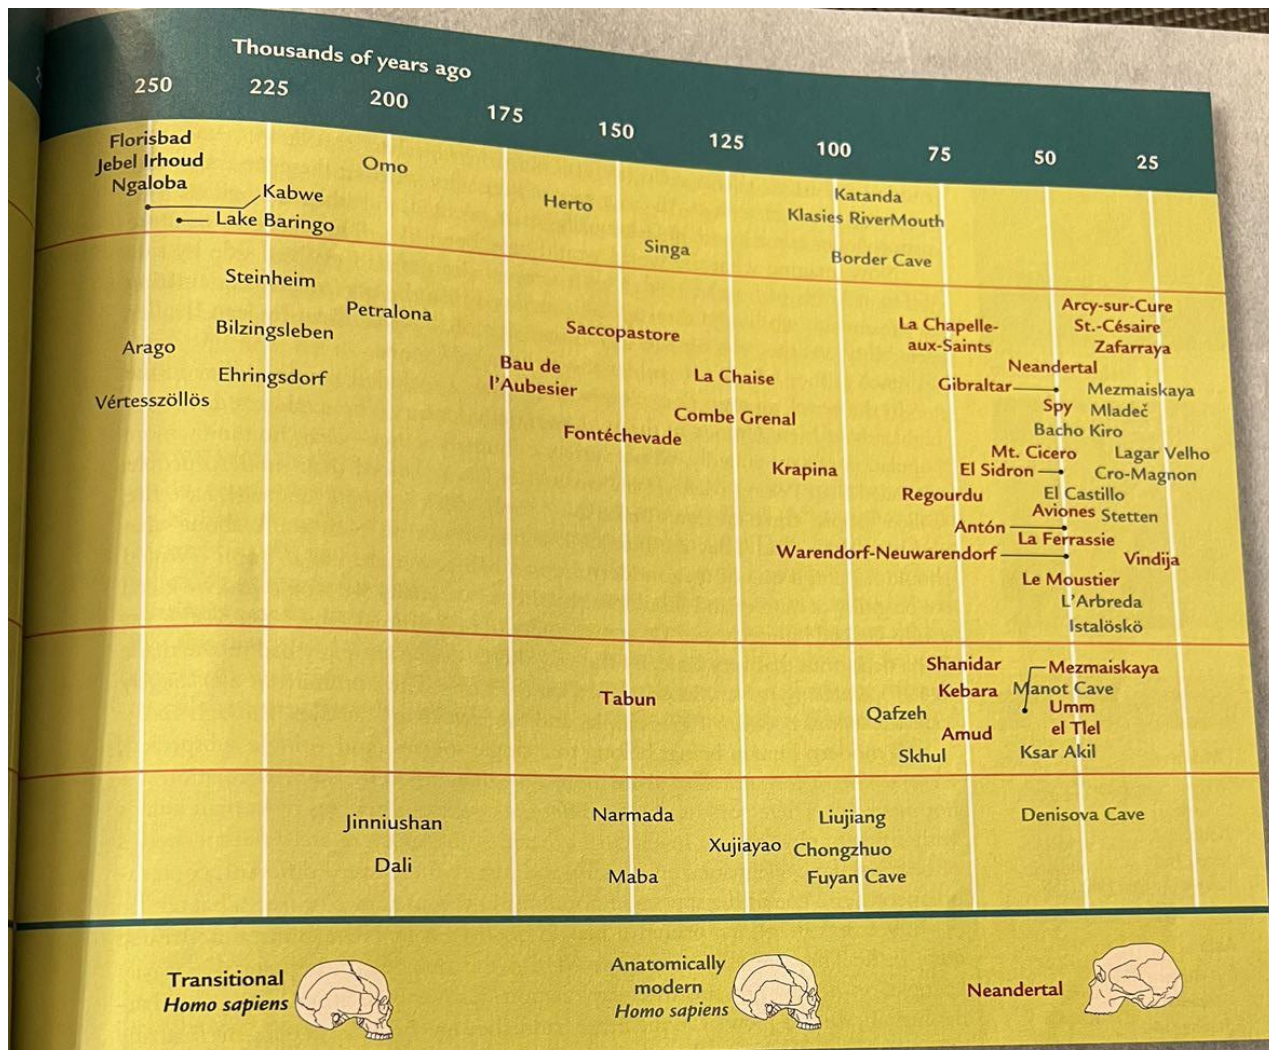 Thousands of years ago
250 225 200 175 150 125 100 75 50 25
Florisbad
Jebel Irhoud
Ngaloba
Kabwe
Lake Baringo
Omo
Herto
Singa
Katanda
Klasies RiverMouth
Border Cave
Steinheim
Petralona
Bilzingsleben
Arago
Ehringsdorf
Vértesszöllös
Saccopastore
Bau de
l'Aubesier
La Chaise
Combe Grenal
Fontéchevade
Krapina
La Chapelle-
aux-Saints
Arcy-sur-Cure
St.-Césaire
Zafarraya
Neandertal
Gibraltar
Mezmaiskaya
Spy
Mladeč
Bacho Kiro
Mt. Cicero
Lagar Velho
El Sidron
Cro-Magnon
Regourdu
El Castillo
Aviones
Stetten
Antón
La Ferrassie
Warendorf-Neuwarendorf
Vindija
Le Moustier
L'Arbreda
Istalöskö
Tabun
Shanidar
Mezmaiskaya
Kebara
Manot Cave
Qafzeh
Umm
el Tlel
Amud
Skhul
Ksar Akil
Jinniushan
Dali
Narmada
Maba
Xujiayao
Liujiang
Chongzhuo
Fuyan Cave
Denisova Cave
Transitional
Homo sapiens
Anatomically
modern
Homo sapiens
Neandertal